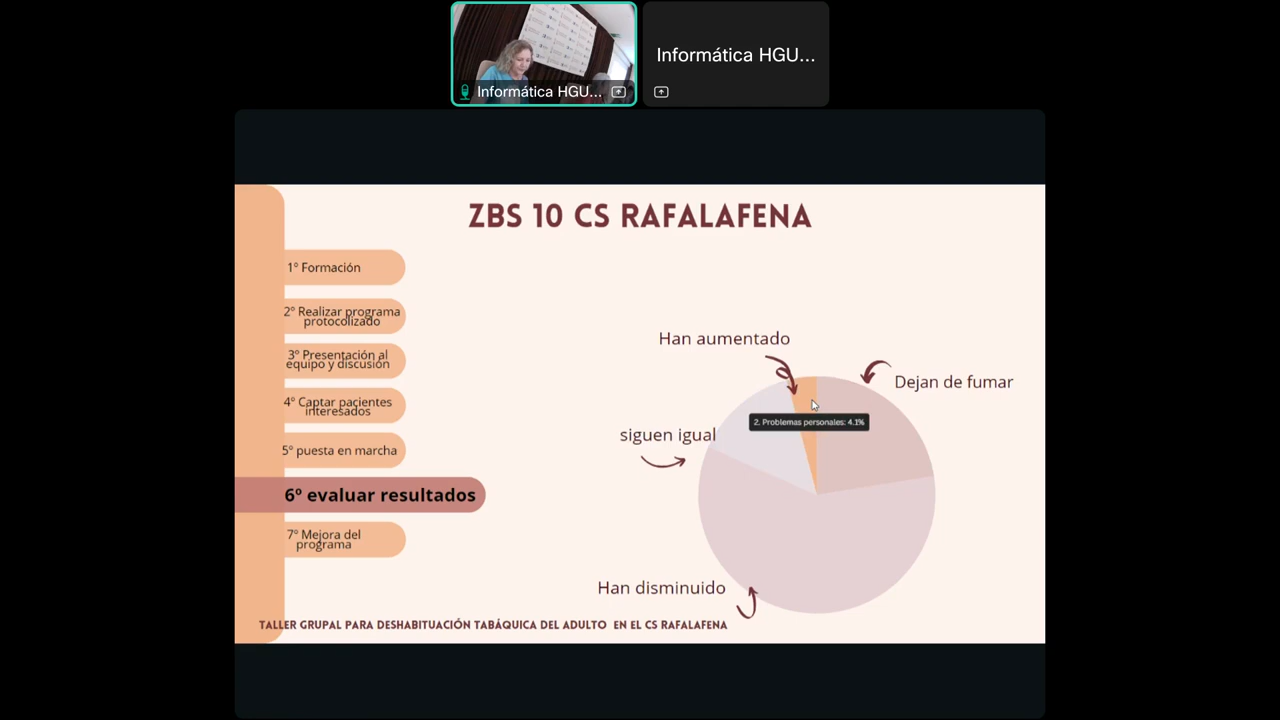 Informática HGU...
Informática HGU...
ZBS 10 CS RAFALAFENA
1º Formación
2º Realizar programa
protocolizado
3º Presentación al
equipo y discusión
4º Captar pacientes
interesados
5º puesta en marcha
6º evaluar resultados
7º Mejora del
programa
Han aumentado
Dejan de fumar
2. Problemas personales: 4.1%
siguen igual
Han disminuido
TALLER GRUPAL PARA DESHABITUACIÓN TABÁQUICA DEL ADULTO EN EL CS RAFALAFENA